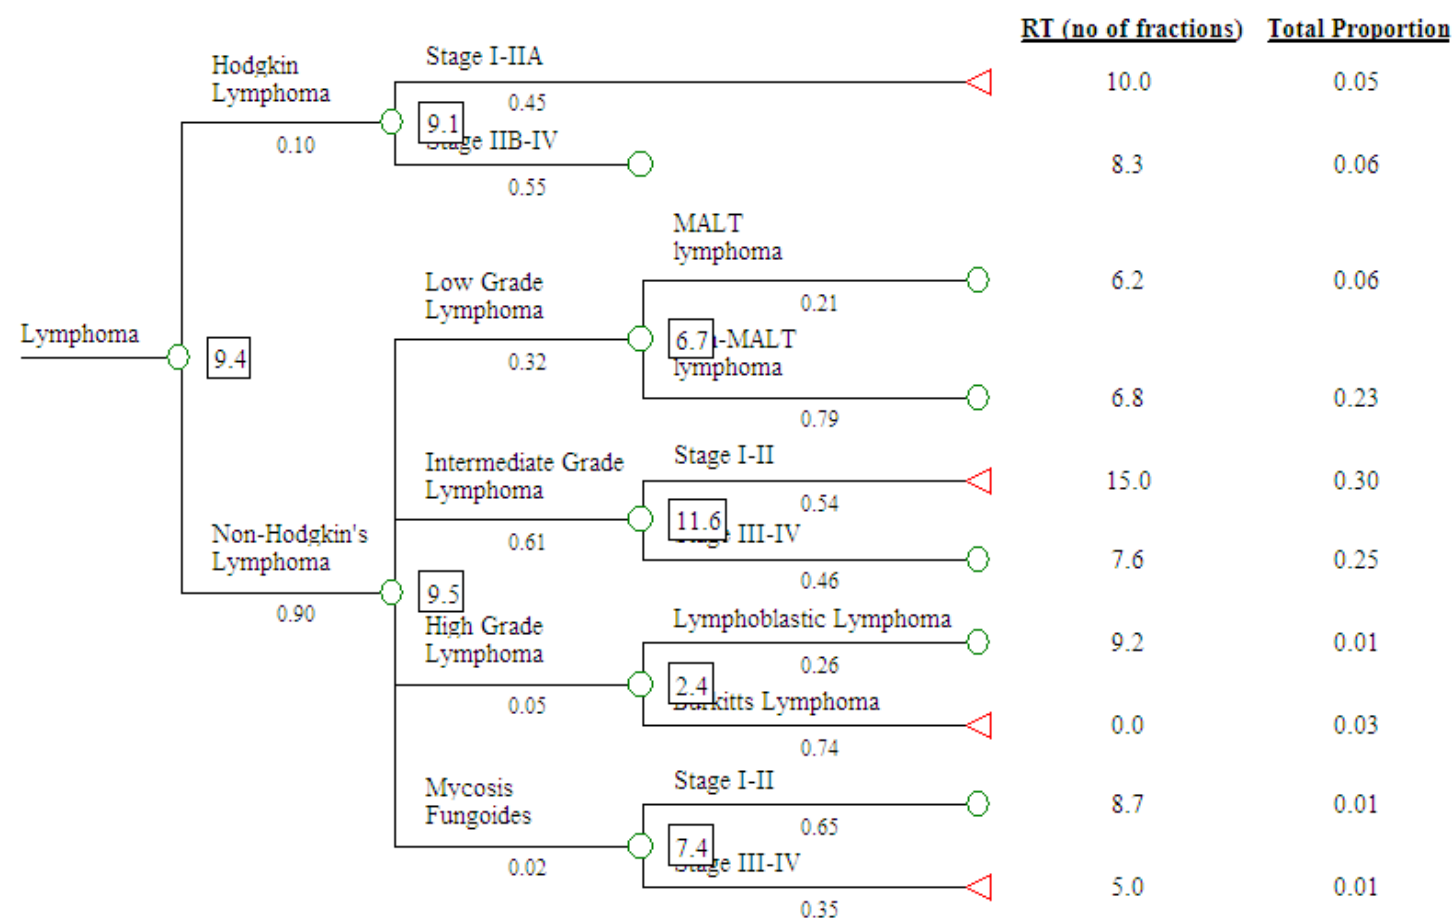 RT (no of fractions) Total Proportion
Hodgkin
Lymphoma
0.10
Stage I-IIA
0.45
10.0 0.05
9.1
IIB-IV
0.55
8.3 0.06
Lymphoma
9.4
MALT
lymphoma
0.21
6.2 0.06
Low Grade
Lymphoma
0.32
6.7
-MALT
lymphoma
0.79
6.8 0.23
Intermediate Grade
Lymphoma
0.61
Stage I-II
0.54
15.0 0.30
11.6
III-IV
0.46
7.6 0.25
Non-Hodgkin's
Lymphoma
0.90
9.5
High Grade
Lymphoma
0.05
Lymphoblastic Lymphoma
0.26
9.2 0.01
2.4
Lymphoma
0.74
0.0 0.03
Mycosis
Fungoides
0.02
Stage I-II
0.65
8.7 0.01
7.4
III-IV
0.35
5.0 0.01